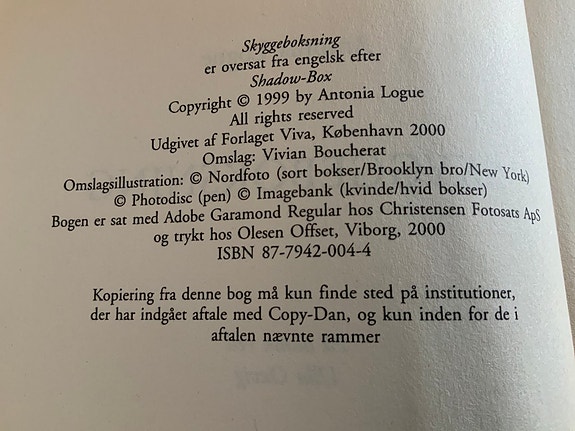 Skyggeboksning
er oversat fra engelsk efter
Shadow-Box
Copyright © 1999 by Antonia Logue
All rights reserved
Udgivet af Forlaget Viva, København 2000
Omslag: Vivian Boucherat
Omslagsillustration: © Nordfoto (sort bokser/Brooklyn bro/New York)
© Photodisc (pen) © Imagebank (kvinde/hvid bokser)
Bogen er sat med Adobe Garamond Regular hos Christensen Fotosats ApS
og trykt hos Olesen Offset, Viborg, 2000
ISBN 87-7942-004-4
Kopiering fra denne bog må kun finde sted på institutioner,
der har indgået aftale med Copy-Dan, og kun inden for de i
aftalen nævnte rammer